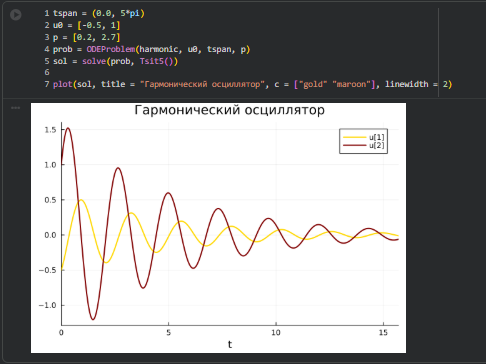 1 tspan = (0.0, 5*pi)
2 u0 = [-0.5, 1]
3 p = [0.2, 2.7]
4 prob = ODEProblem(harmonic, u0, tspan, p)
5 sol = solve(prob, Tsit5())
6
7 plot(sol, title = "Гармонический осциллятор", c = ["gold" "maroon"], linewidth = 2)
Гармонический осциллятор
1.5
u[1]
u[2]
1.0
0.5
0.0
-0.5
-1.0
0 5 10 15
t